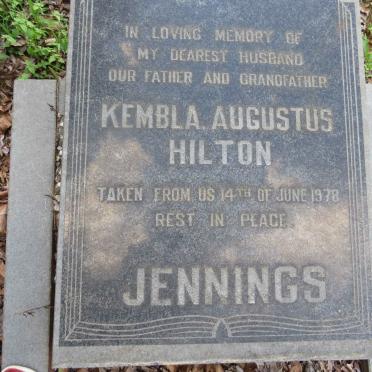 IN LOVING MEMORY OF
MY DEAREST HUSBAND
OUR FATHER AND GRANDFATHER
KEMBLA. AUGUSTUS
HILTON
TAKEN FROM US 14TH OF JUNE 1978
REST IN PEACE
JENNINGS